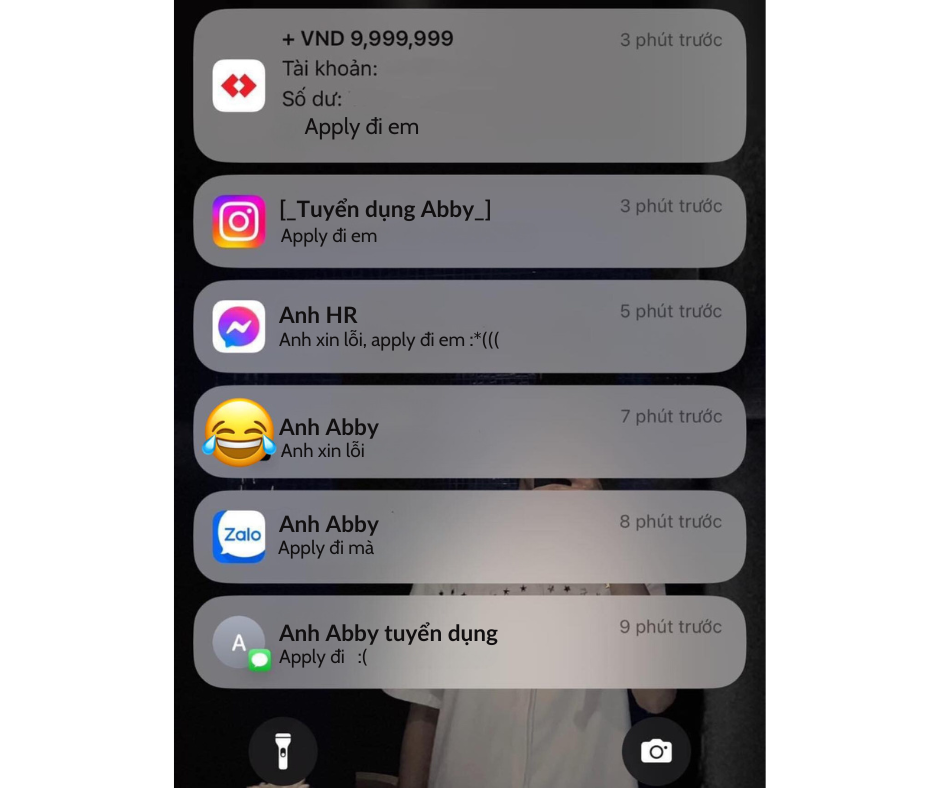 + VND 9,999,999
3 phút trước
Tài khoản:
Số dư:
Apply đi em
[_Tuyển dụng Abby_]
3 phút trước
Apply đi em
Anh HR
5 phút trước
Anh xin lỗi, apply đi em :*(((
Anh Abby
7 phút trước
Anh xin lỗi
Zalo
Anh Abby
8 phút trước
Apply đi mà
A
Anh Abby tuyển dụng
9 phút trước
Apply đi :(